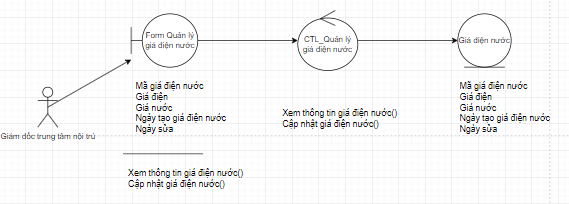 Form Quản lý
giá điện nước
CTL_Quản lý
giá điện nước
Giá điện nước
Giám đốc trung tâm nội trú
Mã giá điện nước
Giá điện
Giá nước
Ngày tạo giá điện nước
Ngày sửa
Xem thông tin giá điện nước()
Cập nhật giá điện nước()
Xem thông tin giá điện nước()
Cập nhật giá điện nước()
Mã giá điện nước
Giá điện
Giá nước
Ngày tạo giá điện nước
Ngày sửa